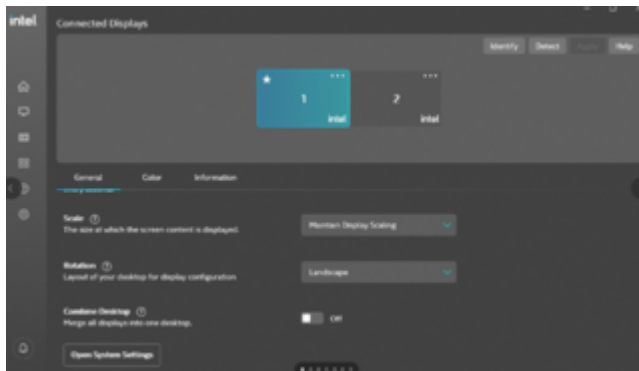 intel
Connected Displays
Identify Detect Apply Help
1
intel
2
intel
General Color Information
Scale
The size at which the screen content is displayed.
Maintain Display Scaling
Rotation
Layout of your desktop for display configuration
Landscape
Combine Desktop
Merge all displays into one desktop.
Off
Open System Settings